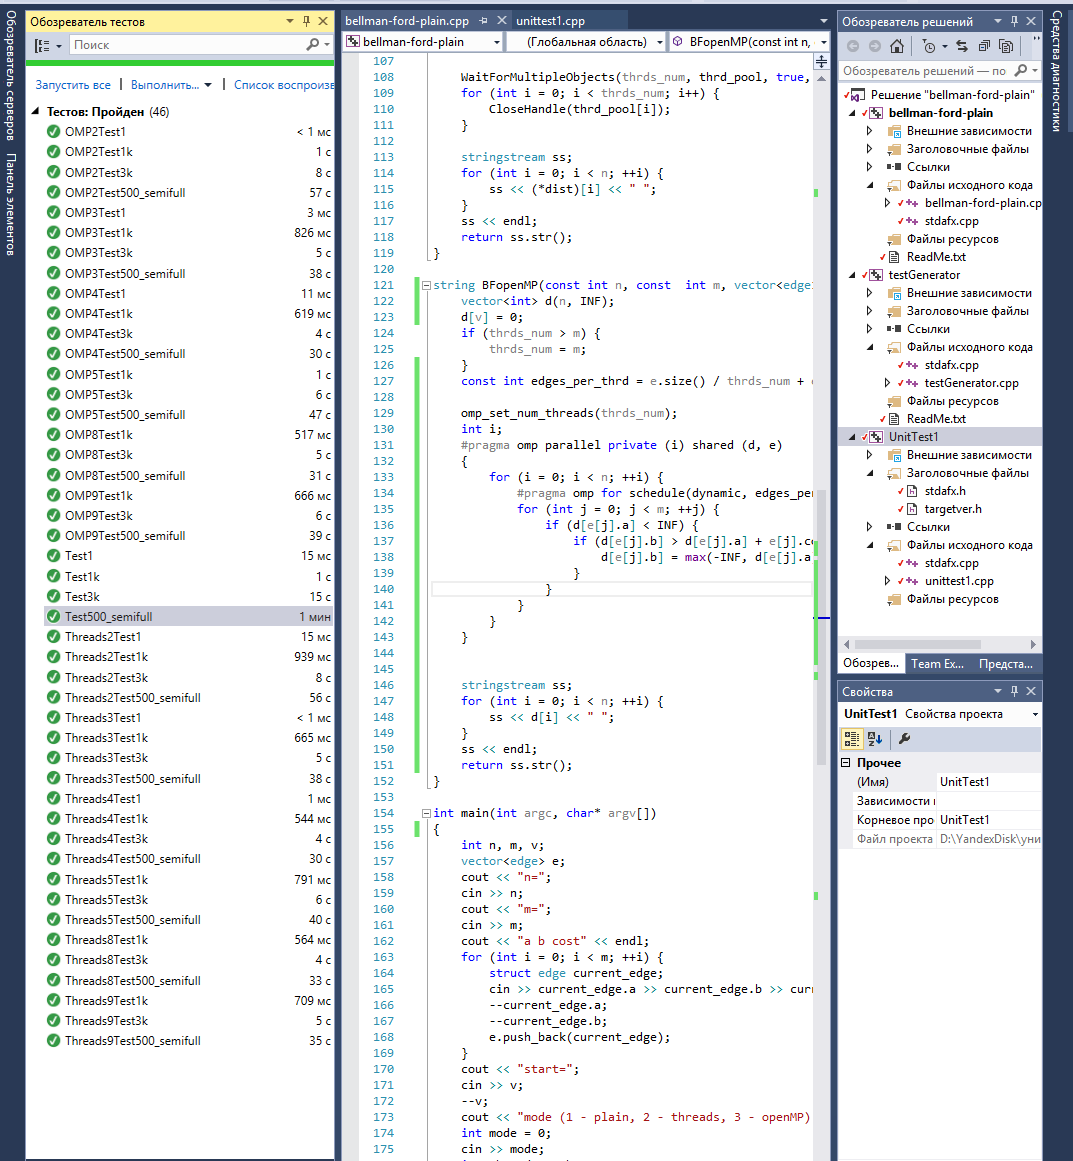 Обозреватель серверов
Панель элементов
Обозреватель тестов
Поиск
Запустить все
Выполнить...
Список воспроизв
Тестов: Пройден (46)
OMP2Test1 < 1 мс
OMP2Test1k 1 с
OMP2Test3k 8 с
OMP2Test500_semifull 57 с
OMP3Test1 3 мс
OMP3Test1k 826 мс
OMP3Test3k 5 с
OMP3Test500_semifull 38 с
OMP4Test1 11 мс
OMP4Test1k 619 мс
OMP4Test3k 4 с
OMP4Test500_semifull 30 с
OMP5Test1k 1 с
OMP5Test3k 6 с
OMP5Test500_semifull 47 с
OMP8Test1k 517 мс
OMP8Test3k 5 с
OMP8Test500_semifull 31 с
OMP9Test1k 666 мс
OMP9Test3k 6 с
OMP9Test500_semifull 39 с
Test1 15 мс
Test1k 1 с
Test3k 15 с
Test500_semifull 1 мин
Threads2Test1 15 мс
Threads2Test1k 939 мс
Threads2Test3k 8 с
Threads2Test500_semifull 56 с
Threads3Test1 < 1 мс
Threads3Test1k 665 мс
Threads3Test3k 5 с
Threads3Test500_semifull 38 с
Threads4Test1 1 мс
Threads4Test1k 544 мс
Threads4Test3k 4 с
Threads4Test500_semifull 30 с
Threads5Test1k 791 мс
Threads5Test3k 6 с
Threads5Test500_semifull 40 с
Threads8Test1k 564 мс
Threads8Test3k 4 с
Threads8Test500_semifull 33 с
Threads9Test1k 709 мс
Threads9Test3k 5 с
Threads9Test500_semifull 35 с
bellman-ford-plain.cpp unittest1.cpp
bellman-ford-plain (Глобальная область) BFopenMP(const int n,
107
108 WaitForMultipleObjects(thrds_num, thrd_pool, true,
109 for (int i = 0; i < thrds_num; i++) {
110 CloseHandle(thrd_pool[i]);
111 }
112
113 stringstream ss;
114 for (int i = 0; i < n; ++i) {
115 ss << (*dist)[i] << " ";
116 }
117 ss << endl;
118 return ss.str();
119 }
120
121 string BFopenMP(const int n, const  int m, vector<edge
122 vector<int> d(n, INF);
123 d[v] = 0;
124 if (thrds_num > m) {
125 thrds_num = m;
126 }
127 const int edges_per_thrd = e.size() / thrds_num +
128
129 omp_set_num_threads(thrds_num);
130 int i;
131 #pragma omp parallel private (i) shared (d, e)
132 {
133 for (i = 0; i < n; ++i) {
134 #pragma omp for schedule(dynamic, edges_pe
135 for (int j = 0; j < m; ++j) {
136 if (d[e[j].a] < INF) {
137 if (d[e[j].b] > d[e[j].a] + e[j].c
138 d[e[j].b] = max(-INF, d[e[j].a
139 }
140 }
141 }
142 }
143 }
144
145
146 stringstream ss;
147 for (int i = 0; i < n; ++i) {
148 ss << d[i] << " ";
149 }
150 ss << endl;
151 return ss.str();
152 }
153
154 int main(int argc, char* argv[])
155 {
156 int n, m, v;
157 vector<edge> e;
158 cout << "n=";
159 cin >> n;
160 cout << "m=";
161 cin >> m;
162 cout << "a b cost" << endl;
163 for (int i = 0; i < m; ++i) {
164 struct edge current_edge;
165 cin >> current_edge.a >> current_edge.b >> cur
166 --current_edge.a;
167 --current_edge.b;
168 e.push_back(current_edge);
169 }
170 cout << "start=";
171 cin >> v;
172 --v;
173 cout << "mode (1 - plain, 2 - threads, 3 - openMP)
174 int mode = 0;
175 cin >> mode;
Обозреватель решений
Обозреватель решений — по
Решение "bellman-ford-plain"
bellman-ford-plain
Внешние зависимости
Заголовочные файлы
Ссылки
Файлы исходного кода
bellman-ford-plain.cp
stdafx.cpp
Файлы ресурсов
ReadMe.txt
testGenerator
Внешние зависимости
Заголовочные файлы
Ссылки
Файлы исходного кода
stdafx.cpp
testGenerator.cpp
Файлы ресурсов
ReadMe.txt
UnitTest1
Внешние зависимости
Заголовочные файлы
stdafx.h
targetver.h
Ссылки
Файлы исходного кода
stdafx.cpp
unittest1.cpp
Файлы ресурсов
Обозрев... Team Ex... Предста...
Свойства
UnitTest1 Свойства проекта
Прочее
(Имя) UnitTest1
Зависимости
Корневое про UnitTest1
Файл проекта D:\YandexDisk\уни
Средства диагностики